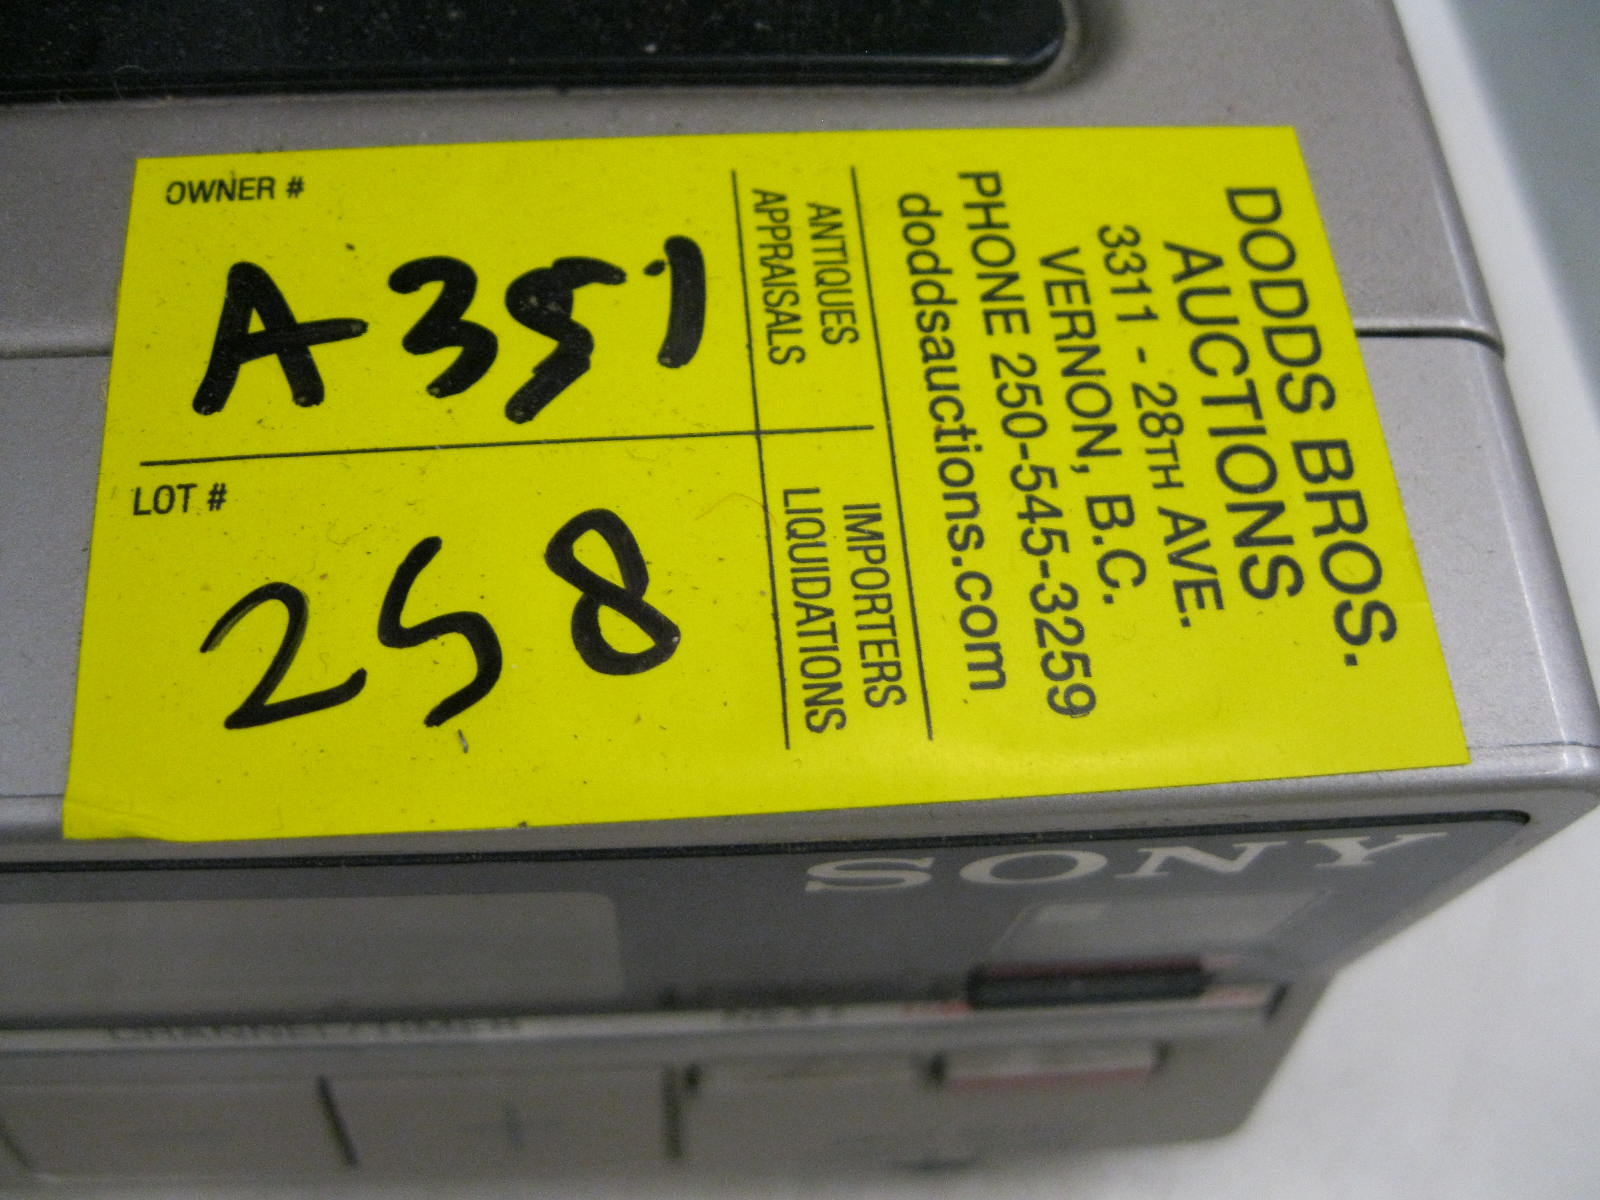 OWNER #
A351
LOT #
258
ANTIQUES
APPRAISALS
IMPORTERS
LIQUIDATIONS
DODDS BROS.
AUCTIONS
3311 - 28TH AVE.
VERNON, B.C.
PHONE 250-545-3259
doddsauctions.com
SONY